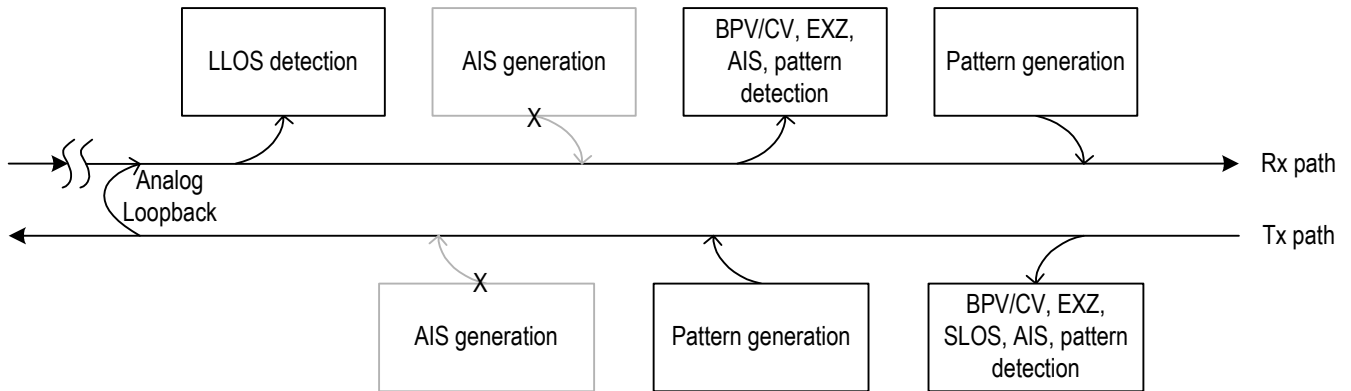 LLOS detection
AIS generation
BPV/CV, EXZ,
AIS, pattern
detection
Pattern generation
X
Rx path
Analog
Loopback
Tx path
X
AIS generation
Pattern generation
BPV/CV, EXZ,
SLOS, AIS, pattern
detection